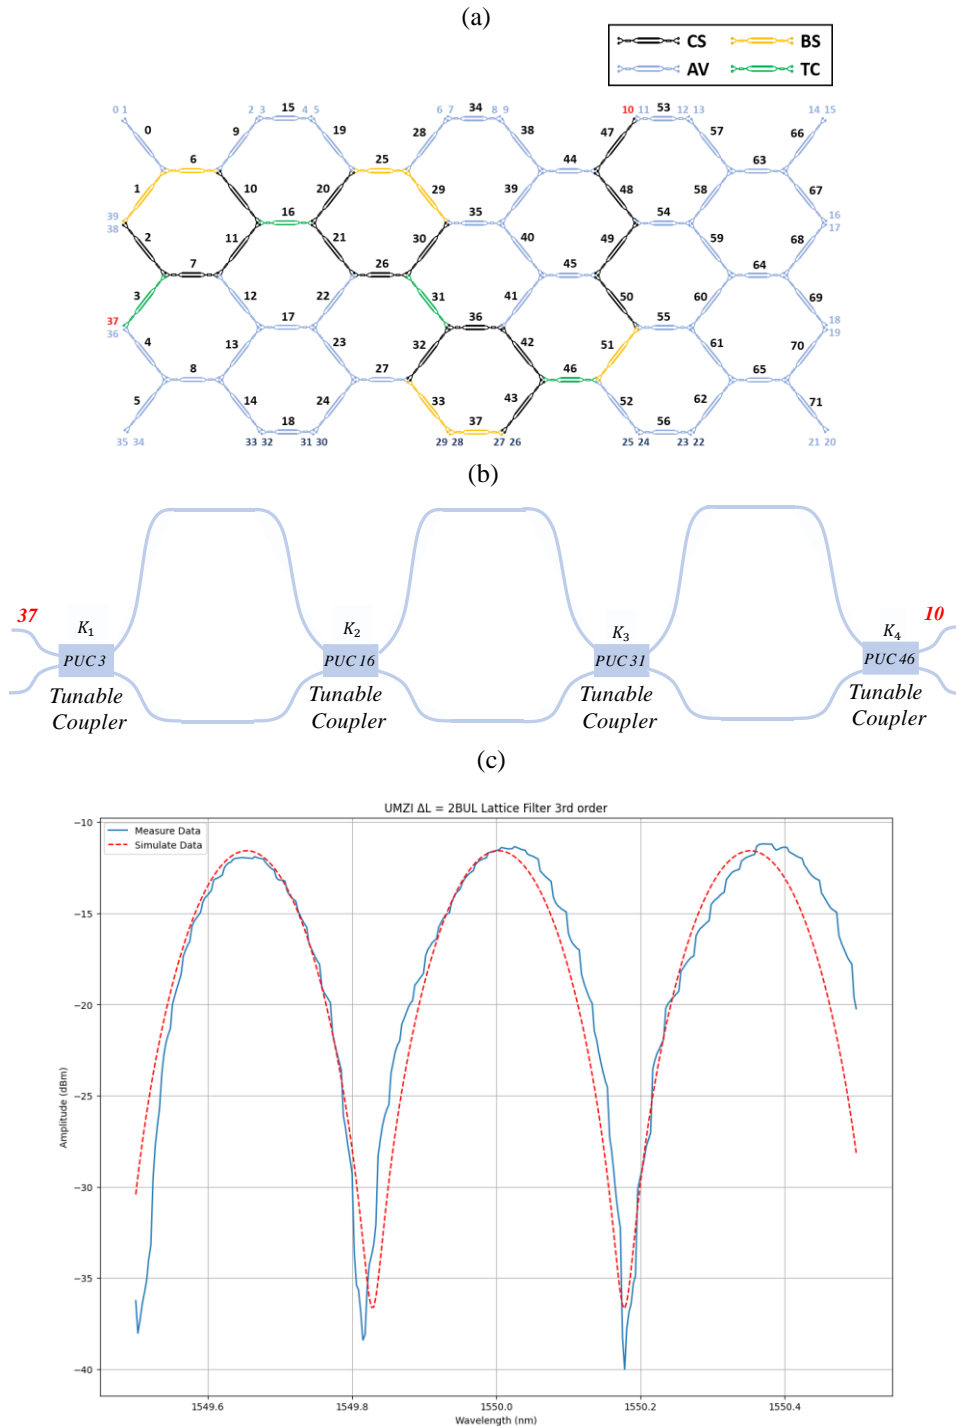 (a)
CS BS
AV TC
0 1 2 3 15 4 5 6 7 34 8 9 10 11 53 12 13 14 15
0 9 19 28 38 47 57 66
6 25 44 63
1 10 20 29 39 48 58 67
39 16 35 54 16
38 17
2 11 21 30 40 49 59 68
7 26 45 64
3 12 22 31 41 50 60 69
37 17 36 55 18
36 19
4 13 23 32 42 51 61 70
8 27 46 65
5 14 24 33 43 52 62 71
35 34 33 32 18 31 30 29 28 37 27 26 25 24 56 23 22 21 20
(b)
37 10
K1 K2 K3 K4
PUC 3 PUC 16 PUC 31 PUC 46
Tunable Tunable Tunable Tunable
Coupler Coupler Coupler Coupler
(c)
UMZI ΔL = 2BUL Lattice Filter 3rd order
Measure Data
Simulate Data
Amplitude (dBm)
−10
−15
−20
−25
−30
−35
−40
1549.6 1549.8 1550.0 1550.2 1550.4
Wavelength (nm)